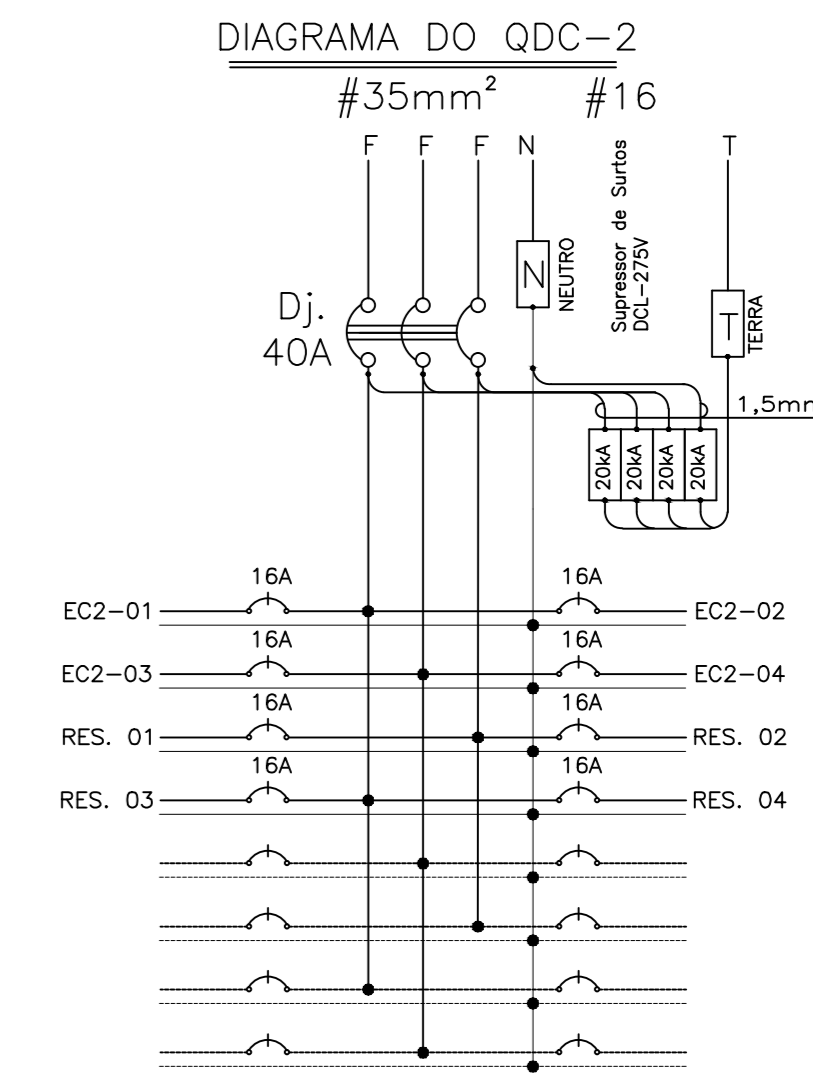 DIAGRAMA DO QDC-2
#35mm² #16
F F F N T
Supressor de Surtos
DCL-275V
N
NEUTRO
T
TERRA
Dj.
40A
1,5mm
20kA 20kA 20kA 20kA
16A 16A
EC2-01 EC2-02
16A 16A
EC2-03 EC2-04
16A 16A
RES. 01 RES. 02
16A 16A
RES. 03 RES. 04